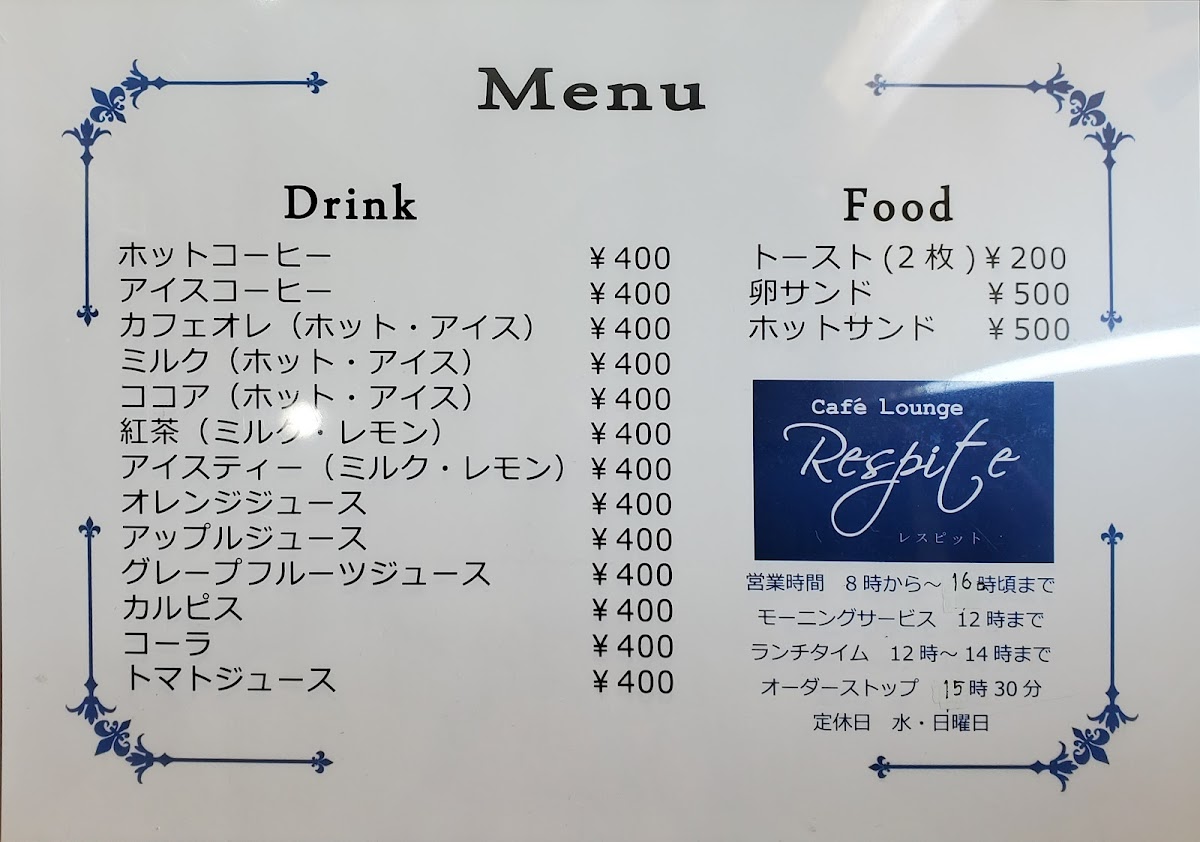 Menu
Drink
ホットコーヒー ¥400
アイスコーヒー ¥400
カフェオレ（ホット・アイス） ¥400
ミルク（ホット・アイス） ¥400
ココア（ホット・アイス） ¥400
紅茶（ミルク・レモン） ¥400
アイスティー（ミルク・レモン） ¥400
オレンジジュース ¥400
アップルジュース ¥400
グレープフルーツジュース ¥400
カルピス ¥400
コーラ ¥400
トマトジュース ¥400
Food
トースト(2枚)¥200
卵サンド ¥500
ホットサンド ¥500
Café Lounge
Respite
レスピット
営業時間 8時から～16時頃まで
モーニングサービス 12時まで
ランチタイム 12時～14時まで
オーダーストップ 15時30分
定休日 水・日曜日